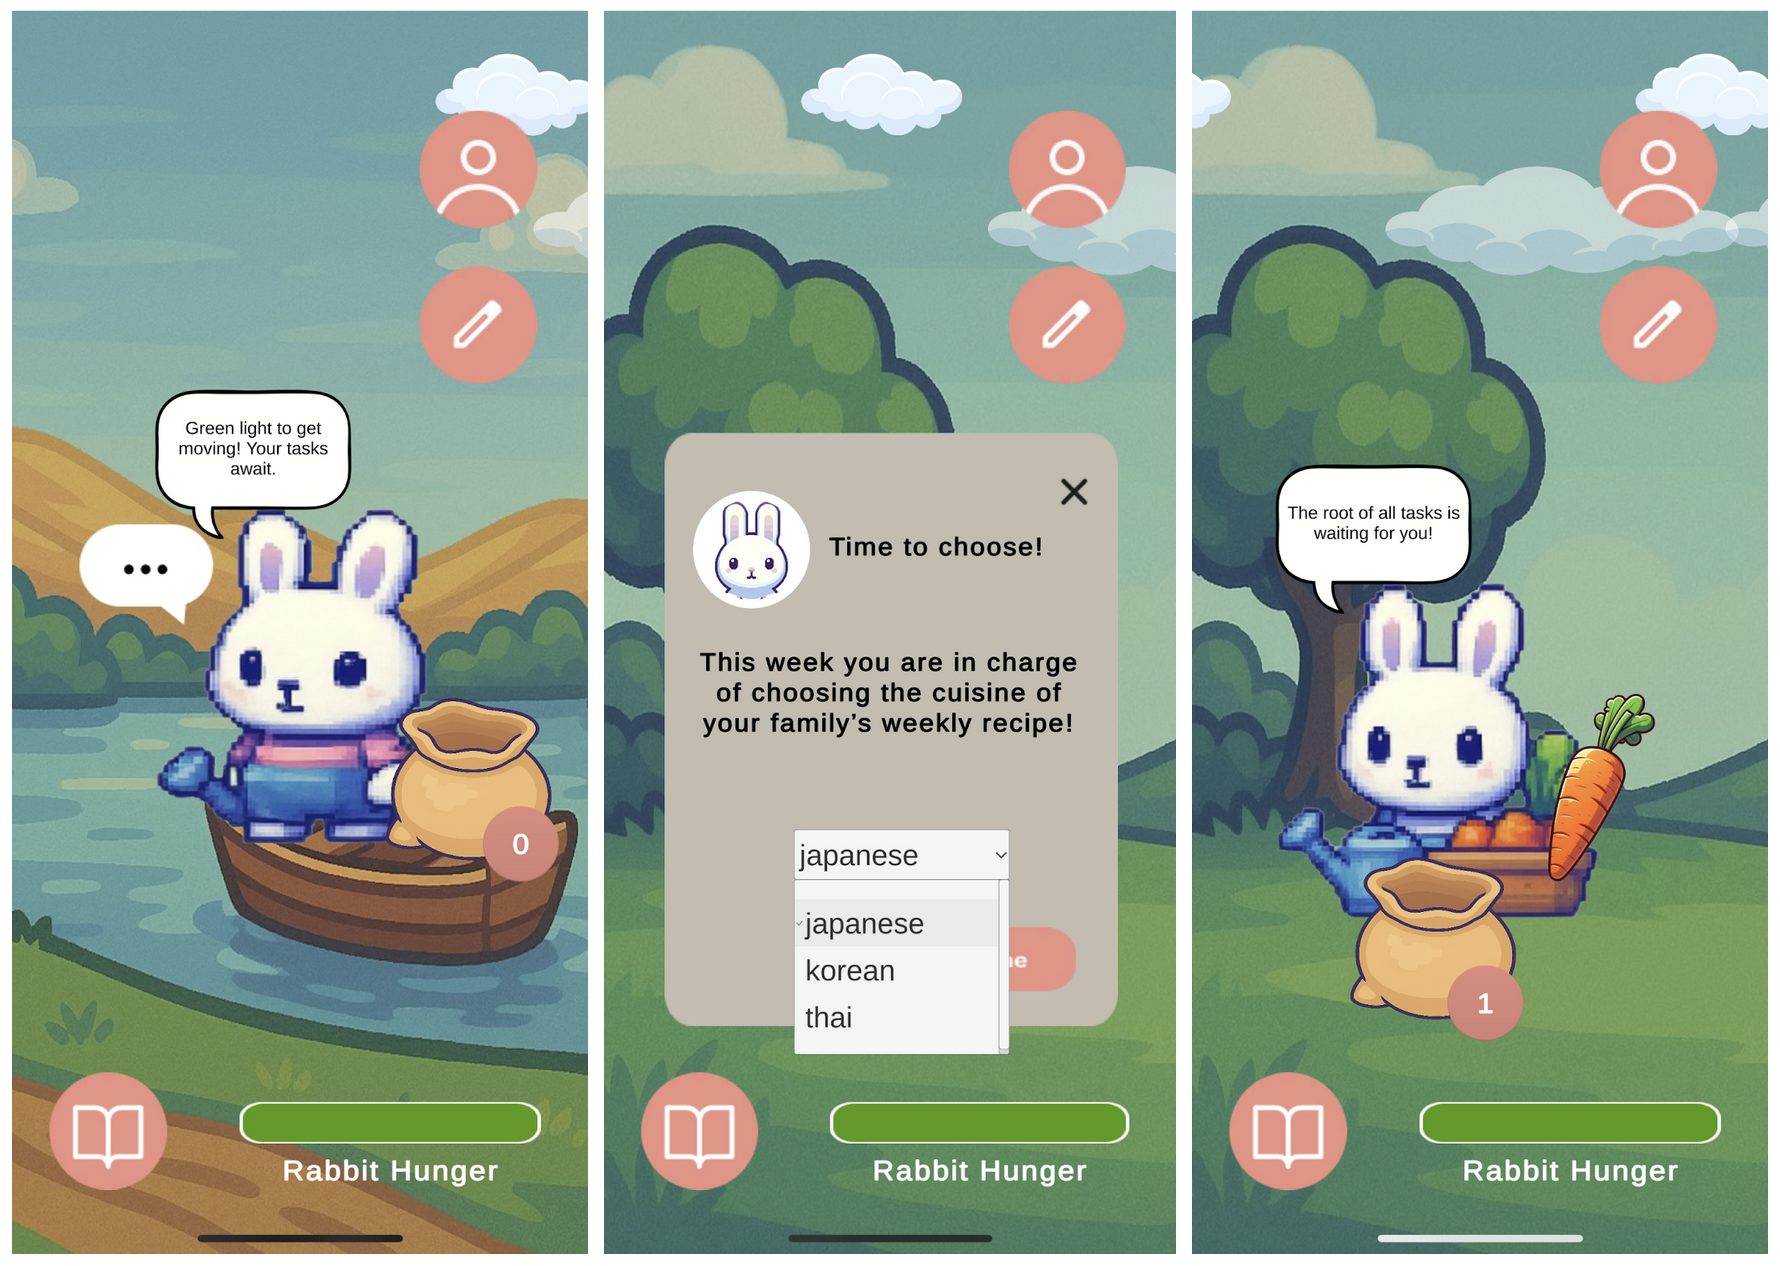 Green light to get
moving! Your tasks
await.
0
Rabbit Hunger
Time to choose!
This week you are in charge
of choosing the cuisine of
your family’s weekly recipe!
japanese
japanese
korean
thai
Rabbit Hunger
The root of all tasks is
waiting for you!
1
Rabbit Hunger